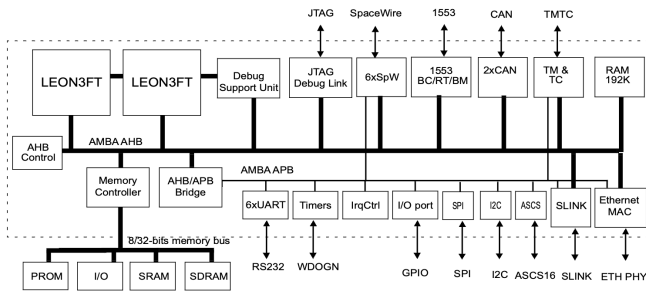 JTAG SpaceWire 1553 CAN TMTC
LEON3FT LEON3FT Debug Support Unit JTAG Debug Link 6xSpW 1553 BC/RT/BM 2xCAN TM & TC RAM 192K
AHB Control
AMBA AHB
Memory Controller AHB/APB Bridge
AMBA APB
6xUART Timers IrqCtrl I/O port SPI I2C ASCS SLINK Ethernet MAC
8/32-bits memory bus
RS232 WDOGN GPIO SPI I2C ASCS16 SLINK ETH PHY
PROM I/O SRAM SDRAM